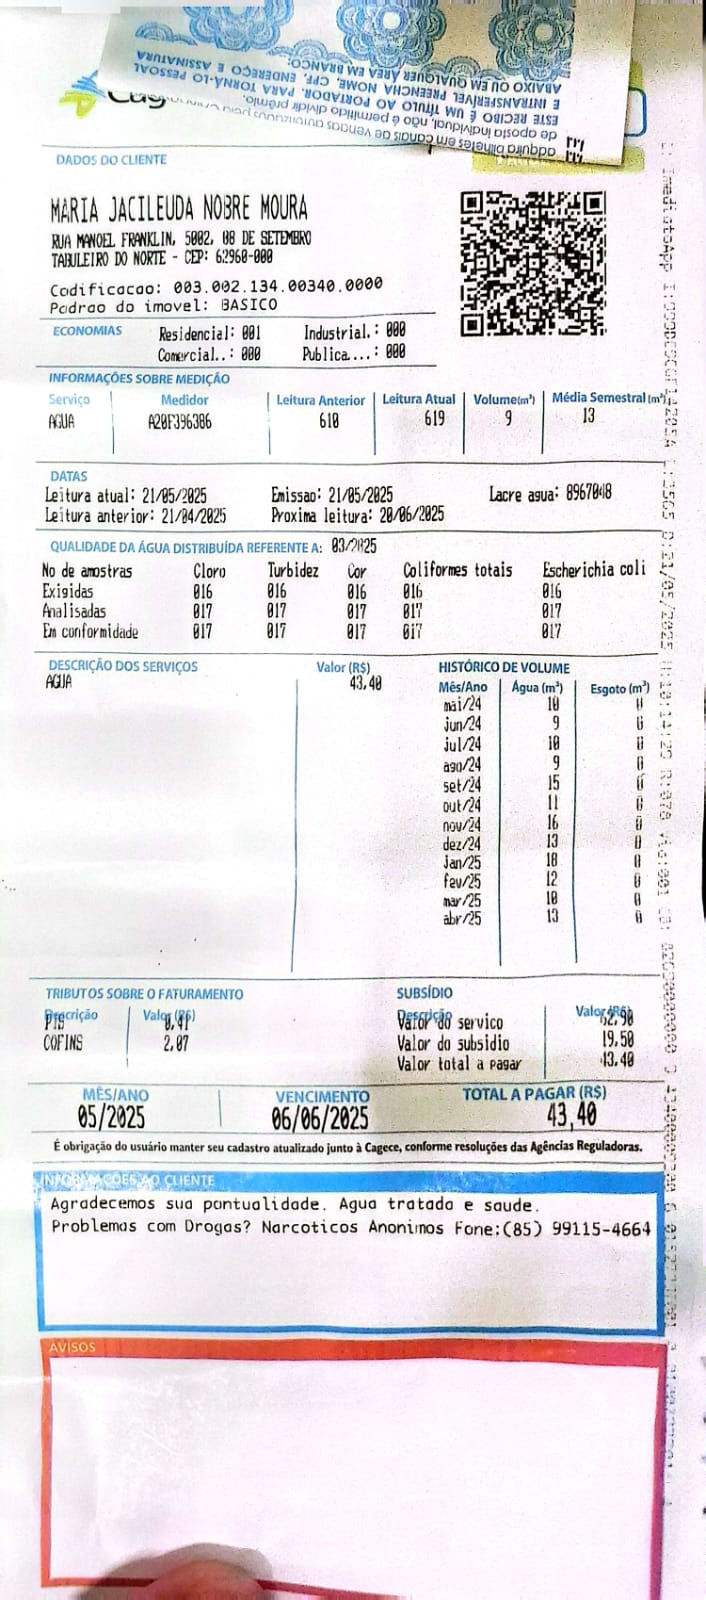 ABAIXO OU EM QUALQUER ÁREA EM BRANCO:
E INTRANSFERÍVEL PREENCHA NOME, CPF, ENDEREÇO E ASSINATURA
ESTE RECIBO É UM TÍTULO AO PORTADOR. PARA TORNÁ-LO PESSOAL
de aposta individual, não é permitido dividir prêmio.
adquira bilhetes em canais de vendas autorizados pela
Cag
DADOS DO CLIENTE
MARIA JACILEUDA NOBRE MOURA
RUA MANOEL FRANKLIN, 5002, 08 DE SETEMBRO
TABULEIRO DO NORTE - CEP: 62960-000
Codificacao: 003.002.134.00340.0000
Padrao do imovel: BASICO
ECONOMIAS Residencial: 001 Industrial.: 000
Comercial..: 000 Publica....: 000
INFORMAÇÕES SOBRE MEDIÇÃO
Serviço Medidor Leitura Anterior Leitura Atual Volume(m³) Média Semestral (m³)
AGUA A20F396386 610 619 9 13
DATAS
Leitura atual: 21/05/2025 Emissao: 21/05/2025 Lacre agua: 8967048
Leitura anterior: 21/04/2025 Proxima leitura: 20/06/2025
QUALIDADE DA ÁGUA DISTRIBUÍDA REFERENTE A: 03/2025
No de amostras Cloro Turbidez Cor Coliformes totais Escherichia coli
Exigidas 016 016 016 016 016
Analisadas 017 017 017 017 017
Em conformidade 017 017 017 017 017
DESCRIÇÃO DOS SERVIÇOS Valor (R$) HISTÓRICO DE VOLUME
AGUA 43,40 Mês/Ano Água (m³) Esgoto (m³)
mai/24 10 0
jun/24 9 0
jul/24 10 0
ago/24 9 0
set/24 15 0
out/24 11 0
nov/24 16 0
dez/24 13 0
jan/25 18 0
fev/25 12 0
mar/25 10 0
abr/25 13 0
TRIBUTOS SOBRE O FATURAMENTO SUBSÍDIO
Descrição Valor (R$) Descrição Valor (R$)
PIS 0,41 Valor do servico 62,90
COFINS 2,07 Valor do subsidio 19,50
Valor total a pagar 43,40
MÊS/ANO VENCIMENTO TOTAL A PAGAR (R$)
05/2025 06/06/2025 43,40
É obrigação do usuário manter seu cadastro atualizado junto à Cagece, conforme resoluções das Agências Reguladoras.
INFORMAÇÕES AO CLIENTE
Agradecemos sua pontualidade. Agua tratada e saude.
Problemas com Drogas? Narcoticos Anonimos Fone:(85) 99115-4664
AVISOS